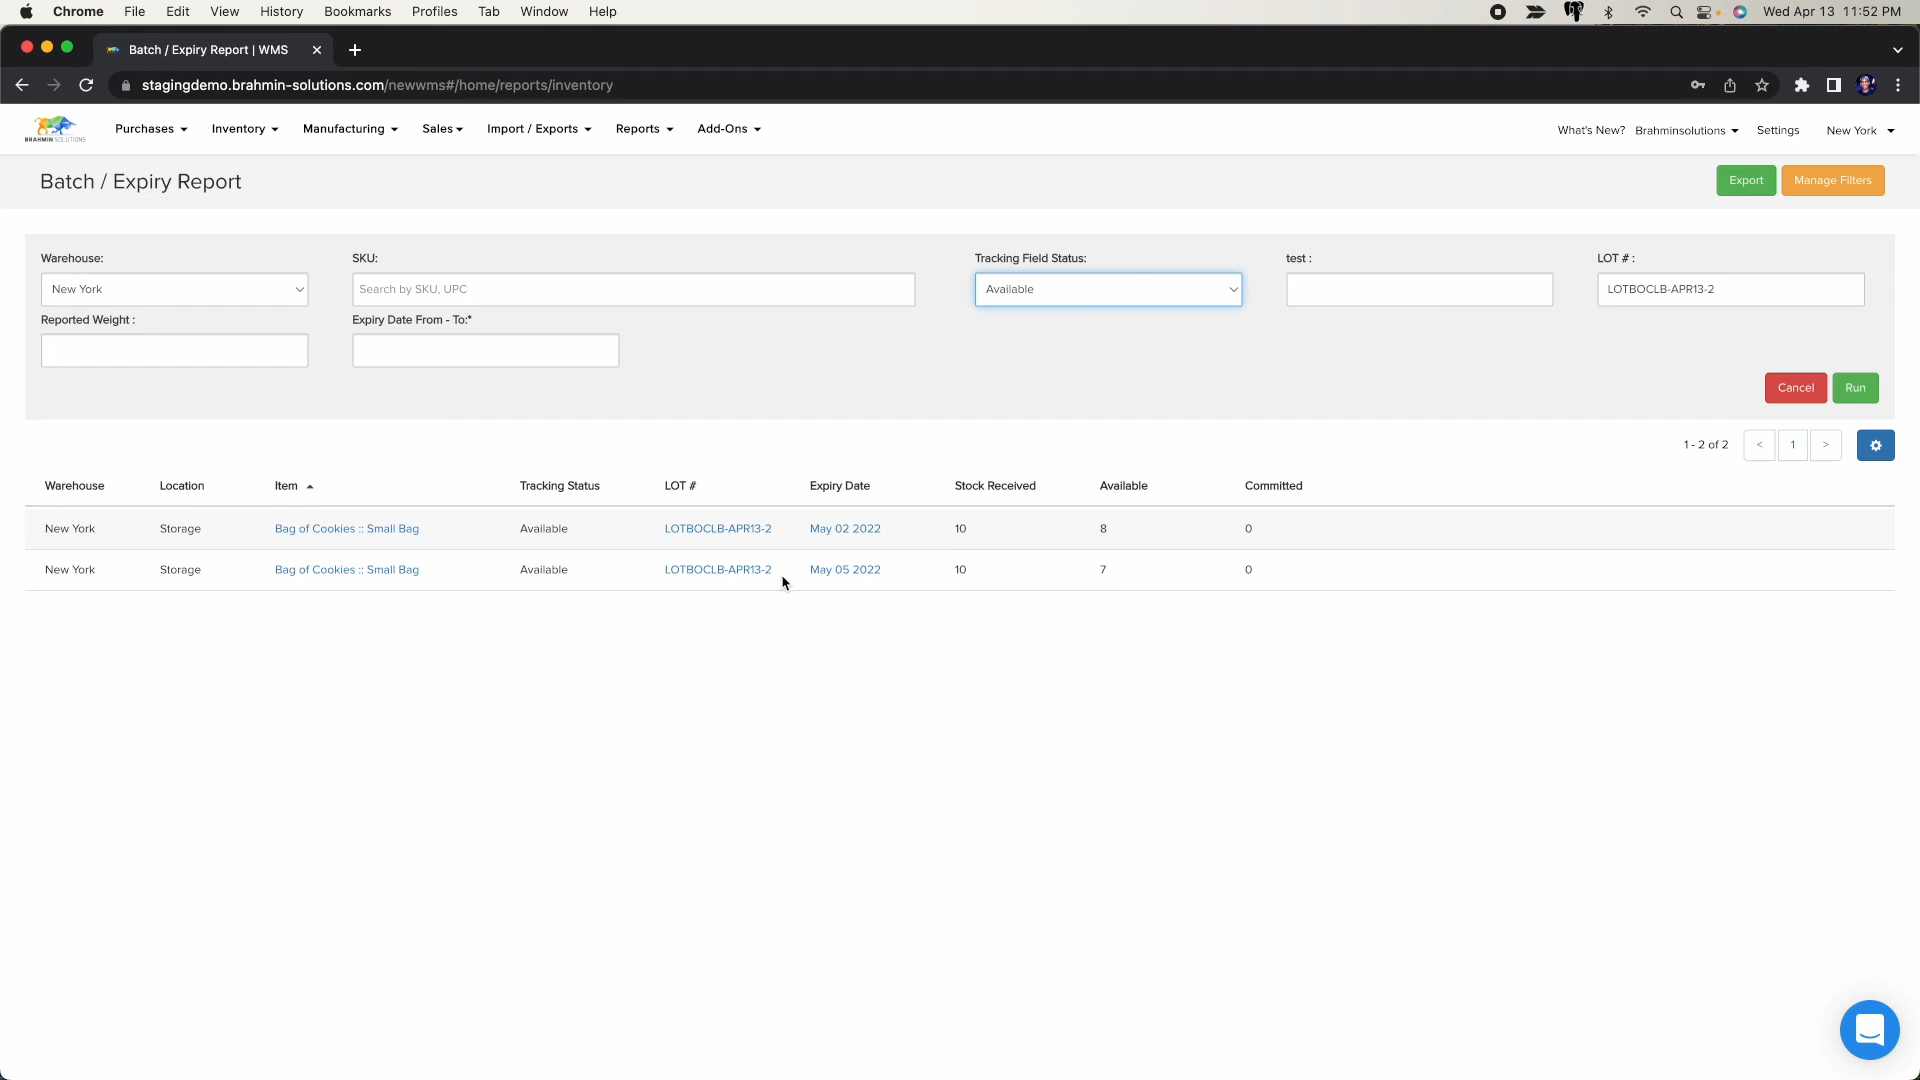 Chrome File Edit View History Bookmarks Profiles Tab Window Help Wed Apr 13 11:52 PM
Batch / Expiry Report | WMS
stagingdemo.brahmin-solutions.com/newwms#/home/reports/inventory
BRAHMIN SOLUTIONS
Purchases Inventory Manufacturing Sales Import / Exports Reports Add-Ons What's New? Brahminsolutions Settings New York
Batch / Expiry Report Export Manage Filters
Warehouse: SKU: Tracking Field Status: test : LOT # :
New York Search by SKU, UPC Available LOTBOCLB-APR13-2
Reported Weight : Expiry Date From - To:*
Cancel Run
1 - 2 of 2 < 1 >
Warehouse Location Item Tracking Status LOT # Expiry Date Stock Received Available Committed
New York Storage Bag of Cookies :: Small Bag Available LOTBOCLB-APR13-2 May 02 2022 10 8 0
New York Storage Bag of Cookies :: Small Bag Available LOTBOCLB-APR13-2 May 05 2022 10 7 0